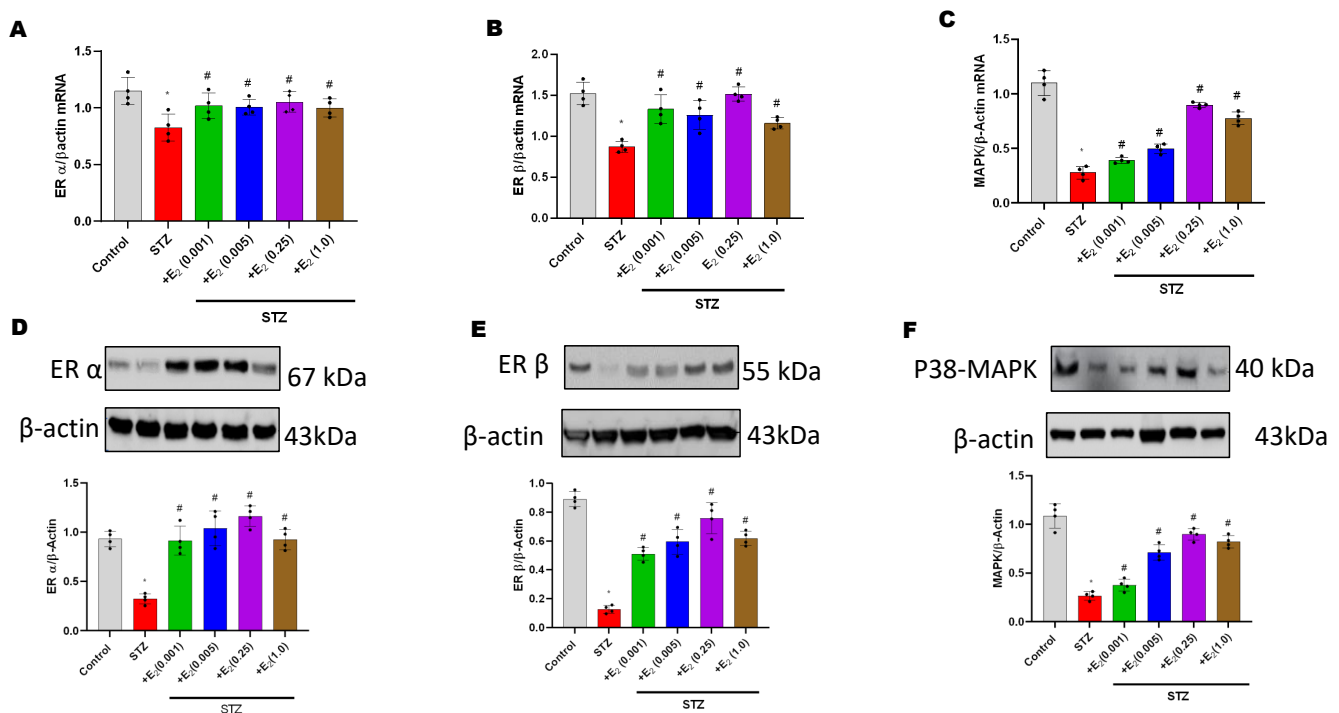 A
ER α/βactin mRNA
1.5
1.0
0.5
0.0
*
#
#
#
#
Control
STZ
+E₂ (0.001)
+E₂ (0.005)
+E₂ (0.25)
+E₂ (1.0)
STZ
B
ER β/βactin mRNA
2.0
1.5
1.0
0.5
0.0
*
#
#
#
#
Control
STZ
+E₂ (0.001)
+E₂ (0.005)
E₂ (0.25)
+E₂ (1.0)
STZ
C
MAPK/β-Actin mRNA
1.5
1.0
0.5
0.0
*
#
#
#
#
Control
STZ
+E₂ (0.001)
+E₂ (0.005)
+E₂ (0.25)
+E₂ (1.0)
STZ
D
ER α
67 kDa
β-actin
43kDa
ER α/β-Actin
1.5
1.0
0.5
0.0
*
#
#
#
#
Control
STZ
+E₂(0.001)
+E₂(0.005)
+E₂(0.25)
+E₂(1.0)
STZ
E
ER β
55 kDa
β-actin
43kDa
ER β/β-Actin
1.0
0.8
0.6
0.4
0.2
0.0
*
#
#
#
#
Control
STZ
+E₂ (0.001)
+E₂ (0.005)
+E₂ (0.25)
+E₂ (1.0)
STZ
F
P38-MAPK
40 kDa
β-actin
43kDa
MAPK/β-Actin
1.5
1.0
0.5
0.0
*
#
#
#
#
Control
STZ
+E₂(0.001)
+E₂(0.005)
+E₂(0.25)
+E₂(1.0)
STZ